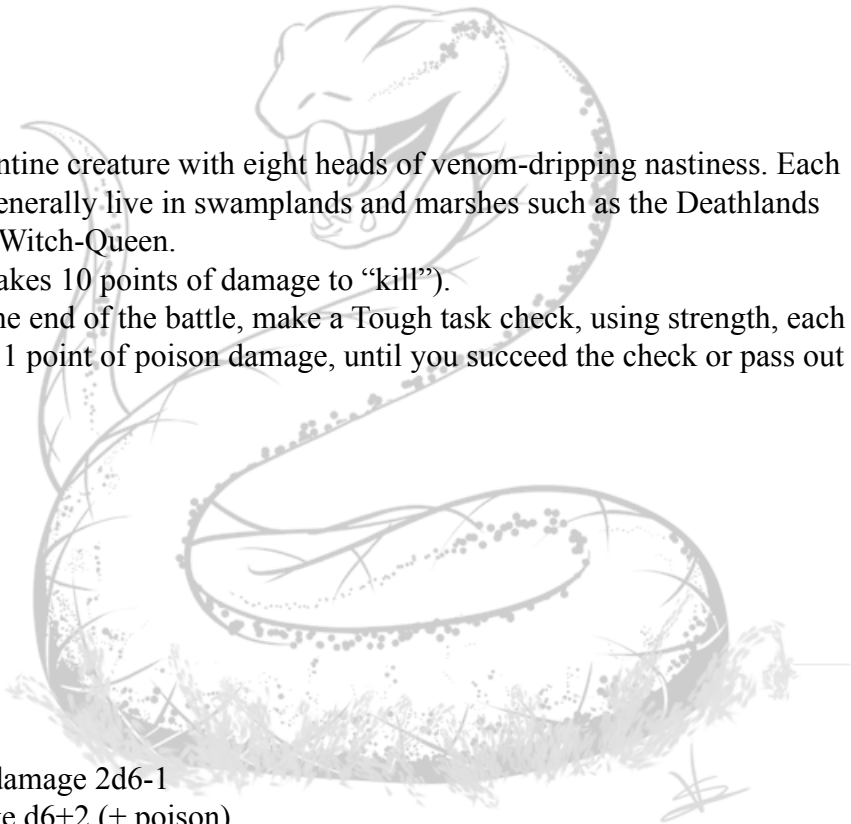 ntine creature with eight heads of venom-dripping nastiness. Each
enerally live in swamplands and marshes such as the Deathlands
Witch-Queen.
akes 10 points of damage to “kill”).
he end of the battle, make a Tough task check, using strength, each
1 point of poison damage, until you succeed the check or pass out
damage 2d6-1
te d6+2 (+ poison)